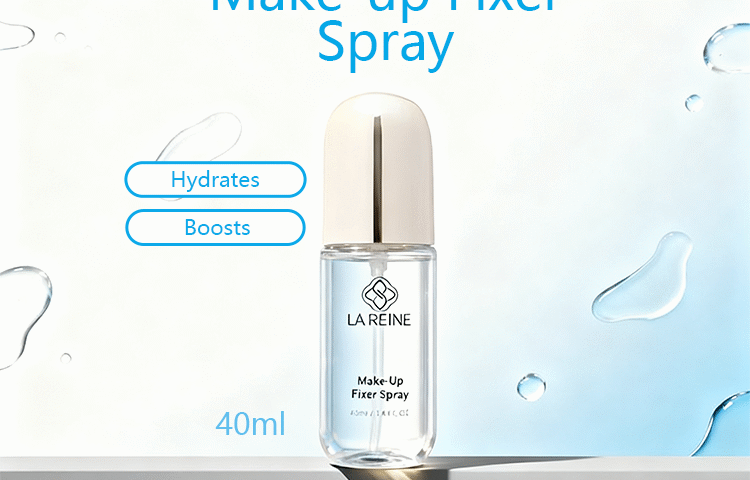 Make-up Fixer
Spray
Hydrates
Boosts
LA REINE
Make-Up
Fixer Spray
40ml